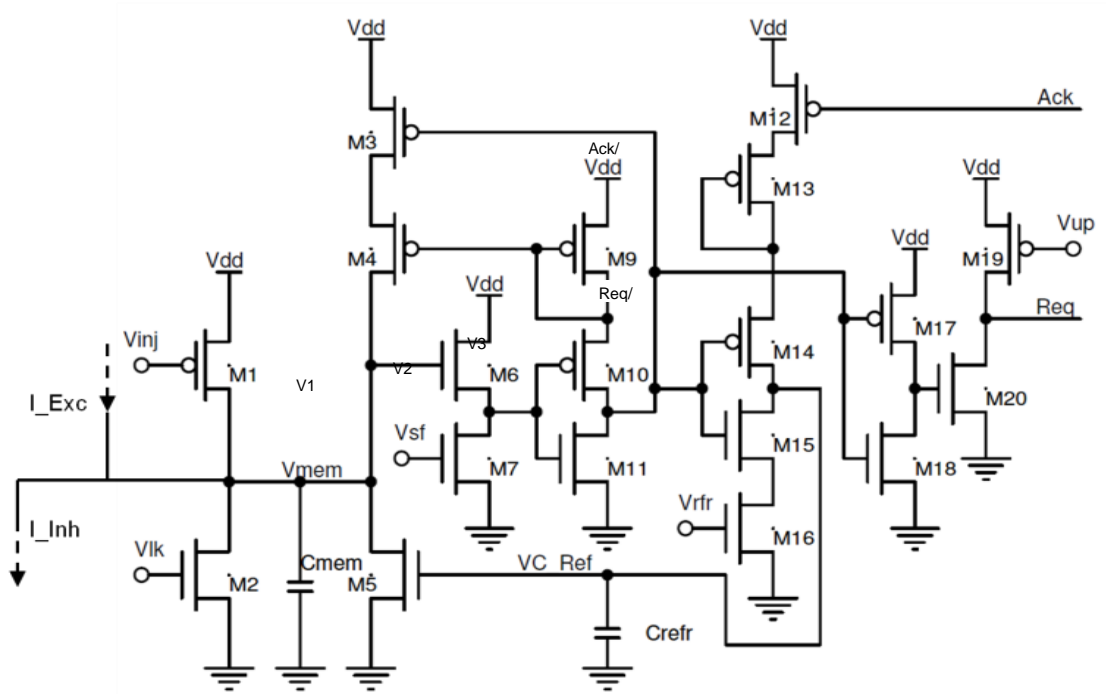 Vdd
Vdd
Ack
M12
M3
Ack/
Vdd
Vdd
M13
Vup
Vdd
M4
M9
Vdd
M19
Vdd
Req/
Req
Vinj
V3
M17
M14
M1
V1
V2
M6
M10
I_Exc
M20
Vsf
M15
Vmem
M7
M11
M18
Vrfr
I_Inh
M16
Vlk
Cmem
VC_Ref
M2
M5
Crefr